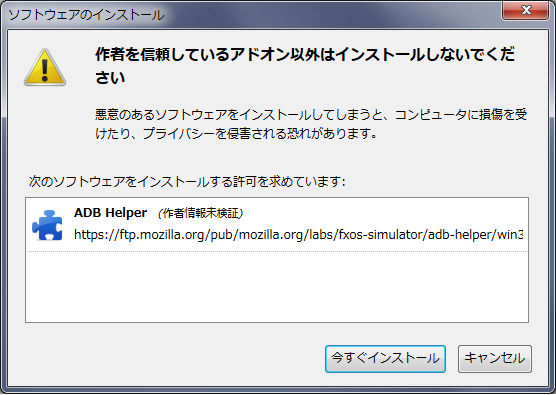 ソフトウェアのインストール
作者を信頼しているアドオン以外はインストールしないでくだ
さい
悪意のあるソフトウェアをインストールしてしまうと、コンピュータに損傷を受
けたり、プライバシーを侵害される恐れがあります。
次のソフトウェアをインストールする許可を求めています:
ADB Helper (作者情報未検証)
https://ftp.mozilla.org/pub/mozilla.org/labs/fxos-simulator/adb-helper/win3
今すぐインストール キャンセル